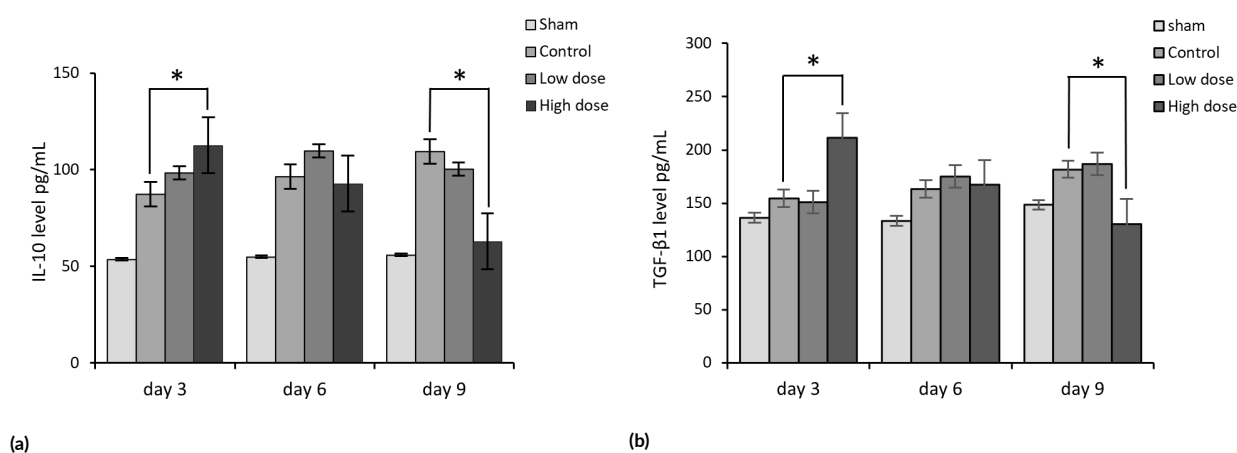 Sham
Control
Low dose
High dose
150
100
50
0
IL-10 level pg/mL
*
*
day 3
day 6
day 9
(a)
sham
Control
Low dose
High dose
300
250
200
150
100
50
0
TGF-β1 level pg/mL
*
*
day 3
day 6
day 9
(b)